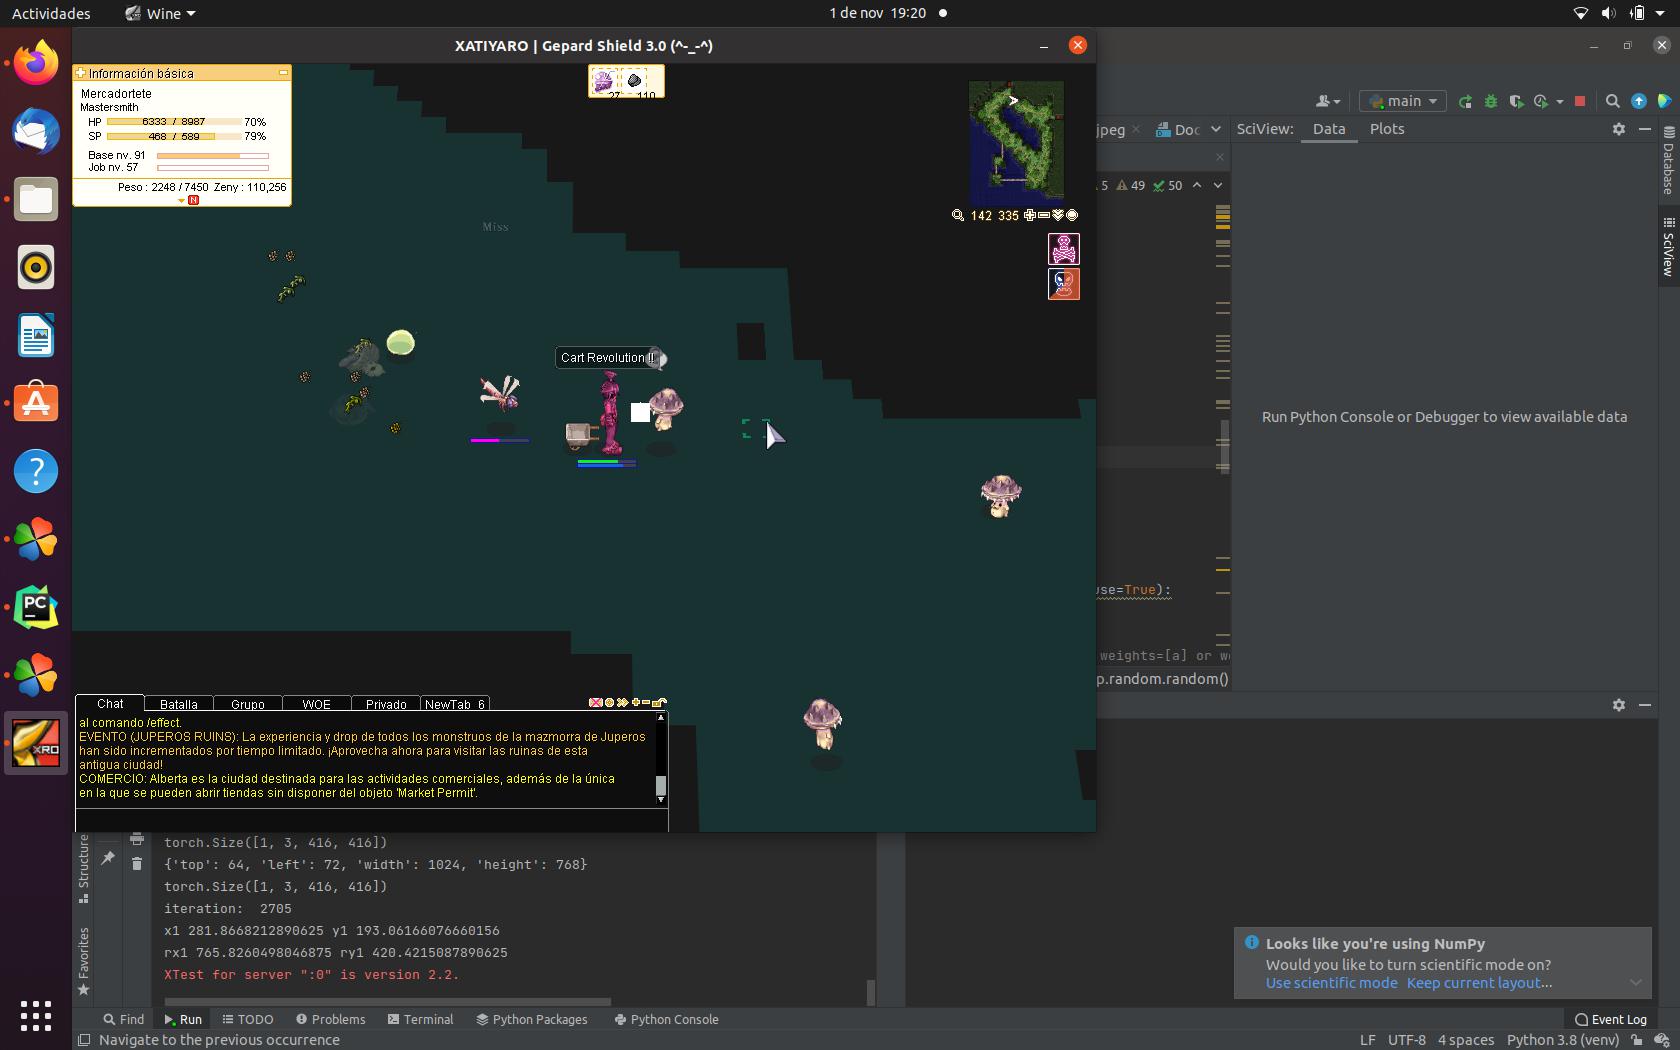 Actividades
Wine
1 de nov 19:20
XATIYARO | Gepard Shield 3.0 (^-_-^)
Información básica
Mercadortete
Mastersmith
HP 6333 / 8987 70%
SP 468 / 589 79%
Base nv. 91
Job nv. 57
Peso : 2248 / 7450 Zeny : 110,256
N
27 110
Miss
142 335
Cart Revolution !!
main
jpeg
Doc
SciView: Data Plots
5 49 50
Database
SciView
Run Python Console or Debugger to view available data
use=True):
weights=[a] or
p.random.random()
Chat Batalla Grupo WOE Privado NewTab_6
al comando /effect.
EVENTO (JUPEROS RUINS): La experiencia y drop de todos los monstruos de la mazmorra de Juperos
han sido incrementados por tiempo limitado. ¡Aprovecha ahora para visitar las ruinas de esta
antigua ciudad!
COMERCIO: Alberta es la ciudad destinada para las actividades comerciales, además de la única
en la que se pueden abrir tiendas sin disponer del objeto 'Market Permit'.
PC
XRO
Structure
Favorites
torch.Size([1, 3, 416, 416])
{'top': 64, 'left': 72, 'width': 1024, 'height': 768}
torch.Size([1, 3, 416, 416])
iteration: 2705
x1 281.8668212890625 y1 193.06166076660156
rx1 765.8260498046875 ry1 420.4215087890625
XTest for server ":0" is version 2.2.
Looks like you're using NumPy
Would you like to turn scientific mode on?
Use scientific mode Keep current layout...
Find Run TODO Problems Terminal Python Packages Python Console
Event Log
Navigate to the previous occurrence
LF UTF-8 4 spaces Python 3.8 (venv)